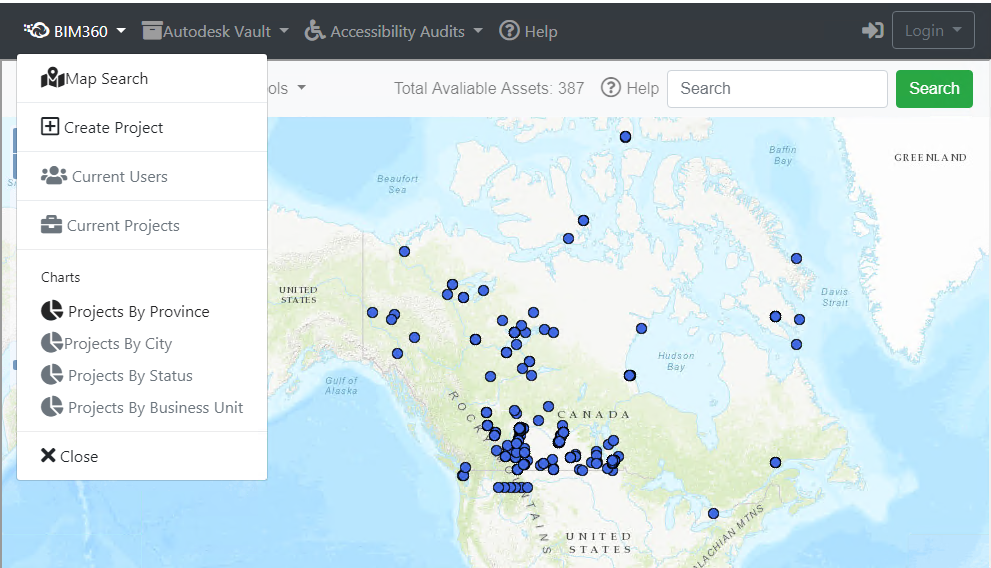 BIM360
Autodesk Vault
Accessibility Audits
Help
Login
Map Search
ols
Total Avaliable Assets: 387
Help
Search
Search
Create Project
Current Users
Current Projects
Charts
Projects By Province
Projects By City
Projects By Status
Projects By Business Unit
Close
Beaufort
Sea
Baffin
Bay
GREENLAND
UNITED
STATES
Davis
Strait
Hudson
Bay
Gulf of
Alaska
CANADA
ROCKY MOUNTAINS
UNITED
STATES
ALACHIAN MTNS